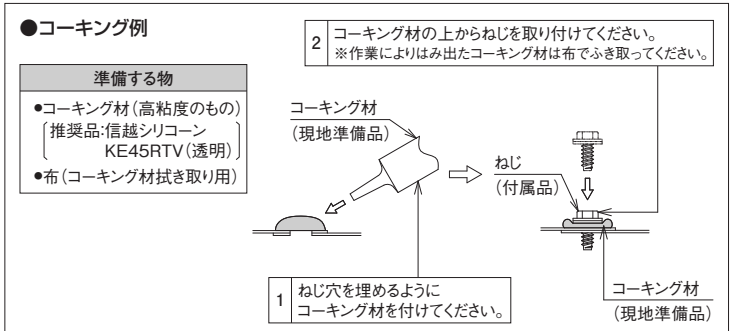 ●コーキング例
準備する物
●コーキング材(高粘度のもの)
推奨品:信越シリコーン
KE45RTV(透明)
●布(コーキング材拭き取り用)
2 コーキング材の上からねじを取り付けてください。
※作業によりはみ出たコーキング材は布でふき取ってください。
コーキング材
(現地準備品)
ねじ
(付属品)
1 ねじ穴を埋めるように
コーキング材を付けてください。
コーキング材
(現地準備品)